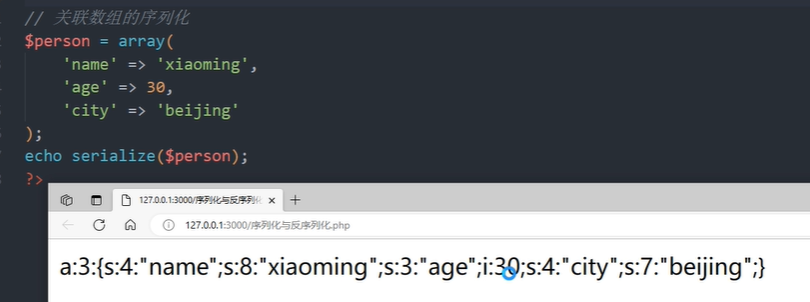 // 关联数组的序列化
$person = array(
'name' => 'xiaoming',
'age' => 30,
'city' => 'beijing'
);
echo serialize($person);
?>
127.0.0.1:3000/序列化与反序列化
127.0.0.1:3000/序列化与反序列化.php
a:3:{s:4:"name";s:8:"xiaoming";s:3:"age";i:30;s:4:"city";s:7:"beijing";}